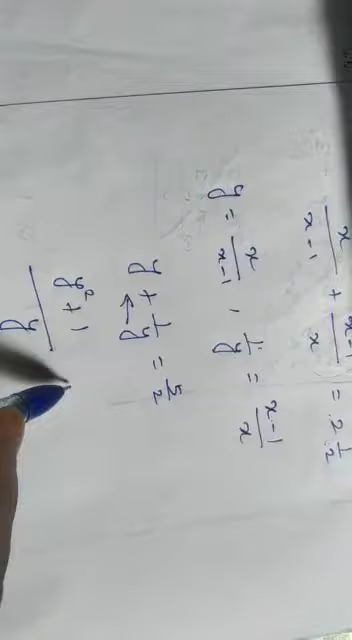 x/(x-1) + (x-1)/x = 2 1/2
y = x/(x-1) , 1/y = (x-1)/x
y + 1/y = 5/2
(y² + 1)/y